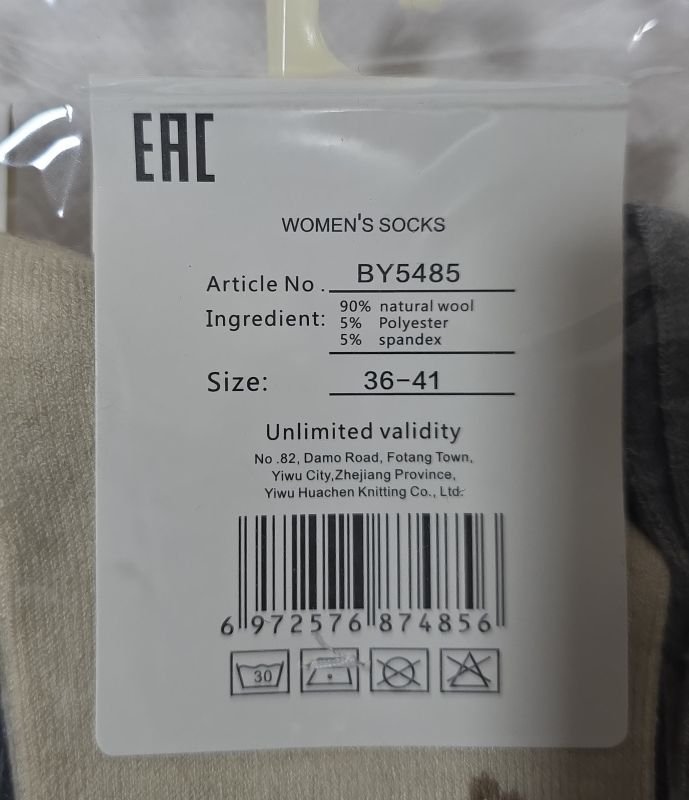 EAC
WOMEN'S SOCKS
Article No. BY5485
Ingredient: 90% natural wool
5% Polyester
5% spandex
Size: 36-41
Unlimited validity
No.82, Damo Road, Fotang Town,
Yiwu City,Zhejiang Province,
Yiwu Huachen Knitting Co., Ltd.
6 972576 874856
30